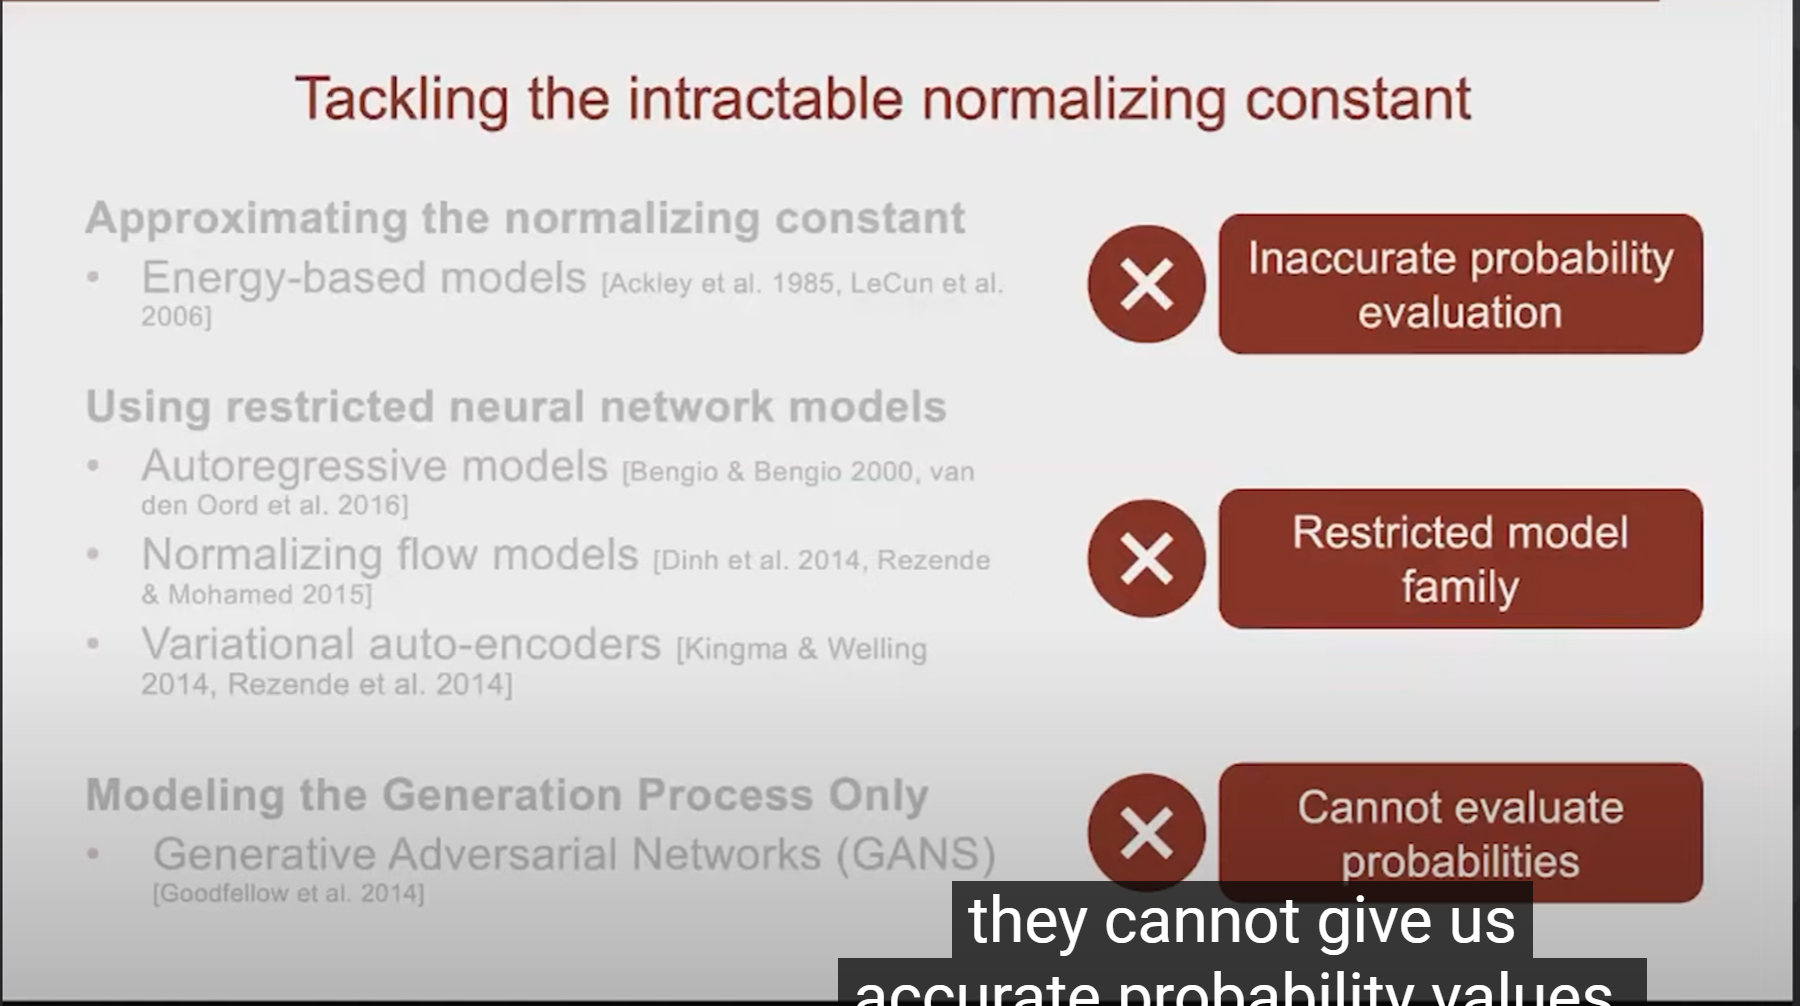 Tackling the intractable normalizing constant
Approximating the normalizing constant
• Energy-based models [Ackley et al. 1985, LeCun et al.
2006]
Inaccurate probability
evaluation
Using restricted neural network models
• Autoregressive models [Bengio & Bengio 2000, van
den Oord et al. 2016]
• Normalizing flow models [Dinh et al. 2014, Rezende
& Mohamed 2015]
• Variational auto-encoders [Kingma & Welling
2014, Rezende et al. 2014]
Restricted model
family
Modeling the Generation Process Only
• Generative Adversarial Networks (GANS)
[Goodfellow et al. 2014]
Cannot evaluate
probabilities
they cannot give us
accurate probability values